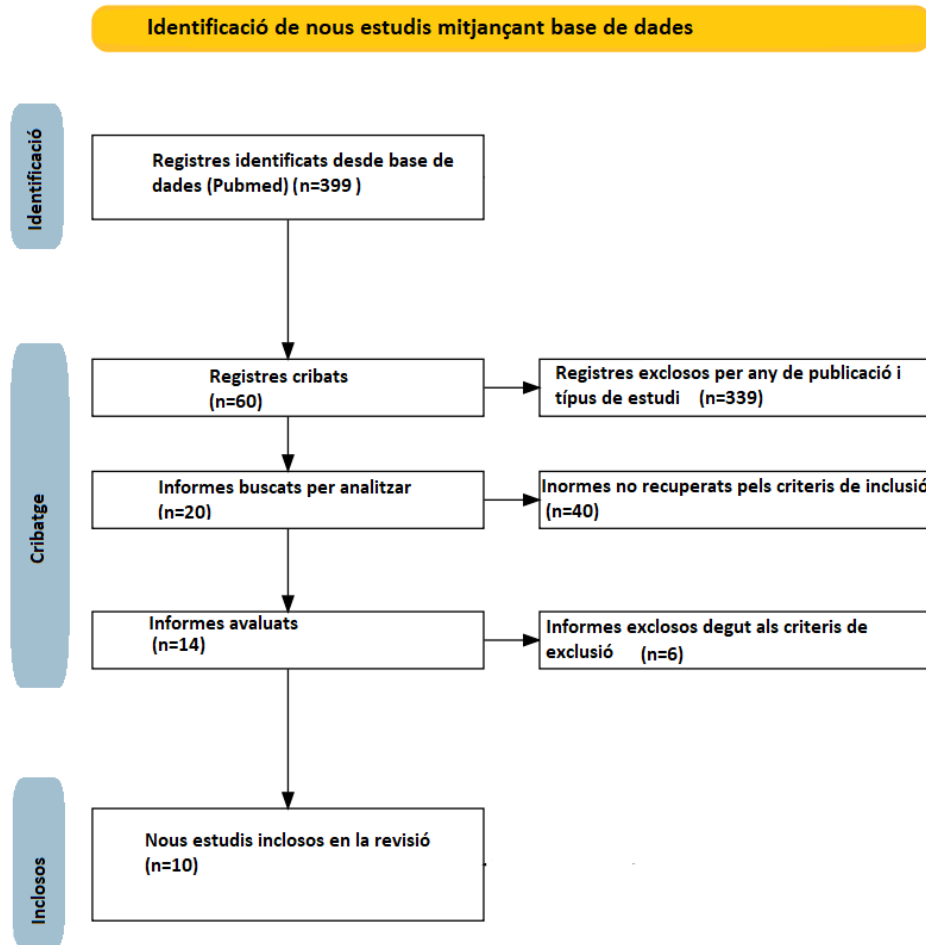 Identificació de nous estudis mitjançant base de dades
Identificació
Registres identificats desde base de
dades (Pubmed) (n=399 )
Cribatge
Registres cribats
(n=60)
Registres exclosos per any de publicació i
típus de estudi (n=339)
Informes buscats per analitzar
(n=20)
Inormes no recuperats pels criteris de inclusió
(n=40)
Informes avaluats
(n=14)
Informes exclosos degut als criteris de
exclusió (n=6)
Inclosos
Nous estudis inclosos en la revisió
(n=10)